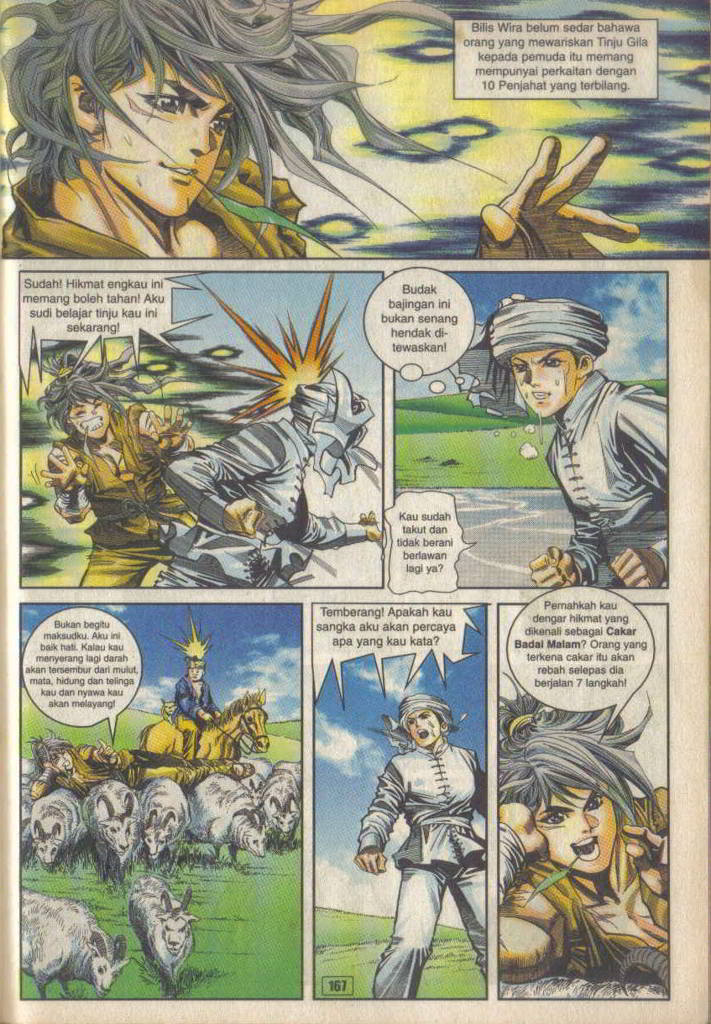 Bilis Wira belum sedar bahawa
orang yang mewariskan Tinju Gila
kepada pemuda itu memang
mempunyai perkaitan dengan
10 Penjahat yang terbilang.
Sudah! Hikmat engkau ini
memang boleh tahan! Aku
sudi belajar tinju kau ini
sekarang!
Budak
bajingan ini
bukan senang
hendak di-
tewaskan!
Kau sudah
takut dan
tidak berani
berlawan
lagi ya?
Bukan begitu
maksudku. Aku ini
baik hati. Kalau kau
menyerang lagi darah
akan tersembur dari mulut,
mata, hidung dan telinga
kau dan nyawa kau
akan melayang!
Temberang! Apakah kau
sangka aku akan percaya
apa yang kau kata?
Pernahkah kau
dengar hikmat yang
dikenali sebagai Cakar
Badai Malam? Orang yang
terkena cakar itu akan
rebah selepas dia
berjalan 7 langkah!
167